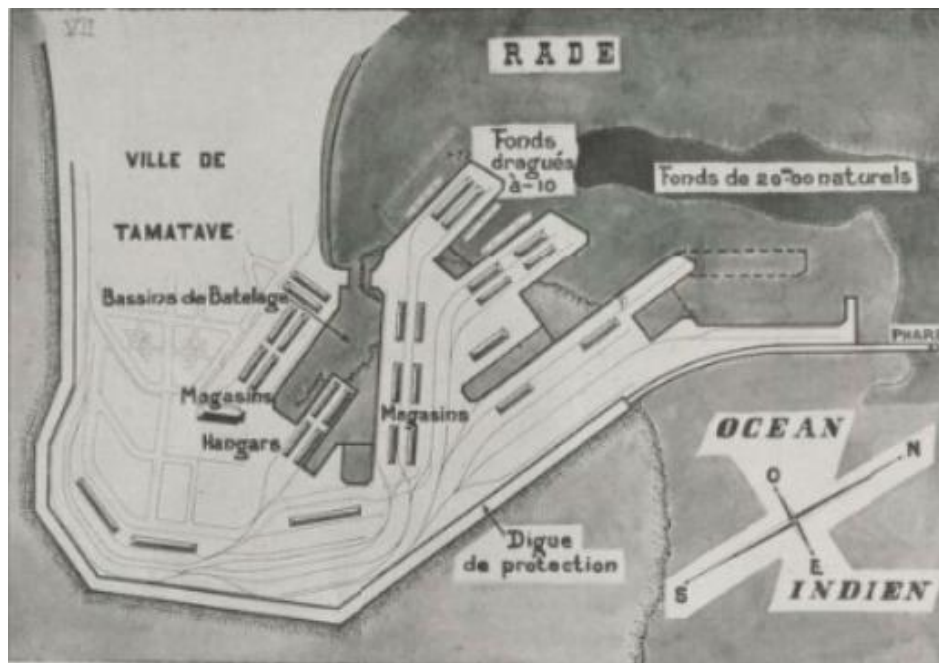 VII
RADE
Fonds
dragués
à-10
Fonds de 20m00 naturels
VILLE DE
TAMATAVE
Bassins de Batelage
Magasins
Magasins
Hangars
PHARE
OCEAN
INDIEN
N
O
E
S
Digue
de protection